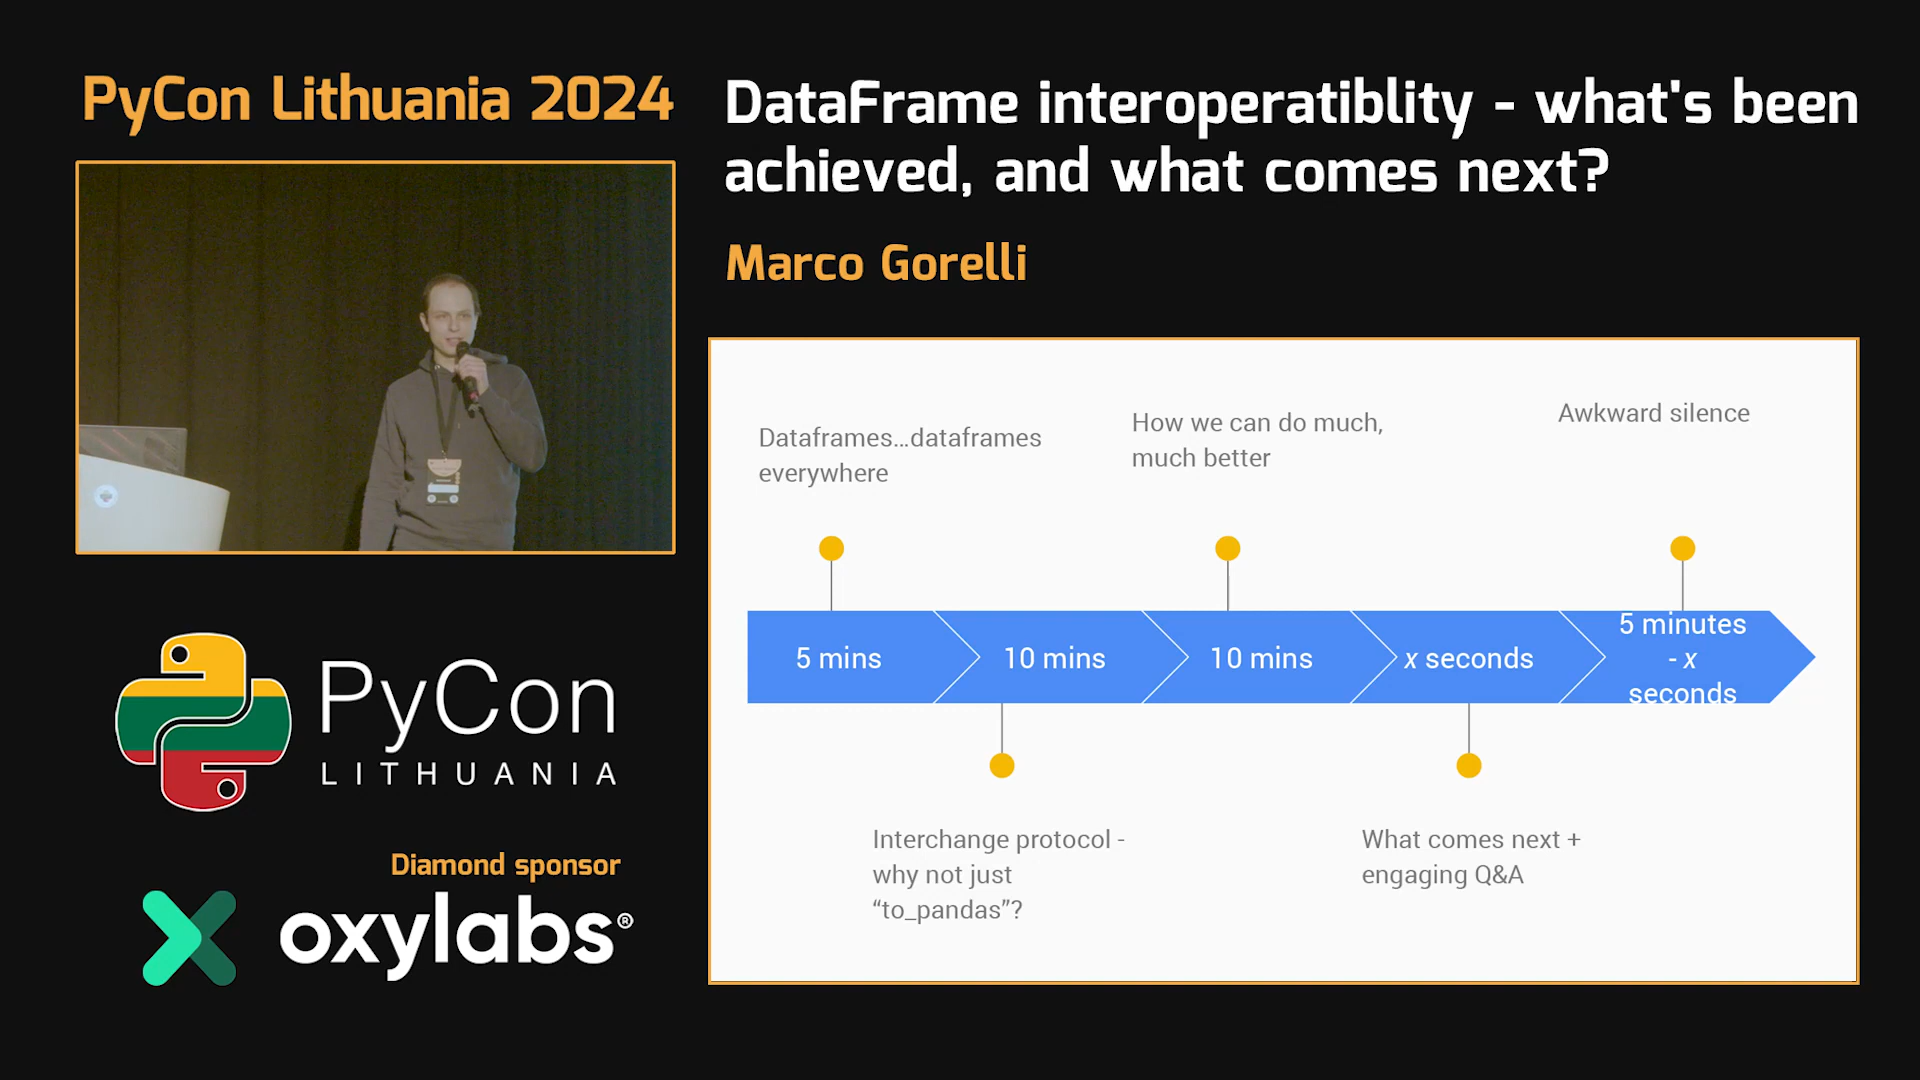 PyCon Lithuania 2024
DataFrame interoperatiblity - what's been
achieved, and what comes next?
Marco Gorelli
Dataframes...dataframes
everywhere
How we can do much,
much better
Awkward silence
5 mins
10 mins
10 mins
x seconds
5 minutes
- x
seconds
Interchange protocol -
why not just
“to_pandas”?
What comes next +
engaging Q&A
PyCon
LITHUANIA
Diamond sponsor
oxylabs®